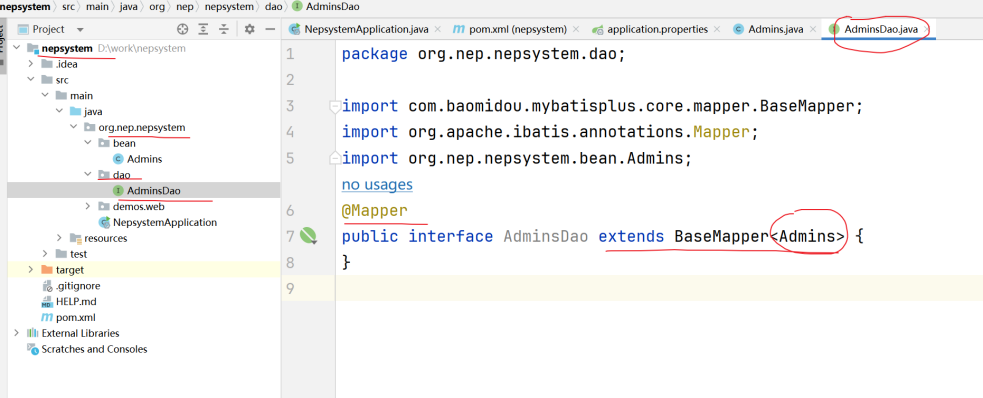 nepsystem 〉 src 〉 main 〉 java 〉 org 〉 nep 〉 nepsystem 〉 dao 〉 AdminsDao
Project
NepsystemApplication.java × pom.xml (nepsystem) × application.properties × Admins.java × AdminsDao.java ×
nepsystem D:\work\nepsystem
.idea
src
main
java
org.nep.nepsystem
bean
Admins
dao
AdminsDao
demos.web
NepsystemApplication
resources
test
target
.gitignore
HELP.md
pom.xml
External Libraries
Scratches and Consoles
1 package org.nep.nepsystem.dao;
2
3 import com.baomidou.mybatisplus.core.mapper.BaseMapper;
4 import org.apache.ibatis.annotations.Mapper;
5 import org.nep.nepsystem.bean.Admins;
no usages
6 @Mapper
7 public interface AdminsDao extends BaseMapper<Admins> {
8 }
9